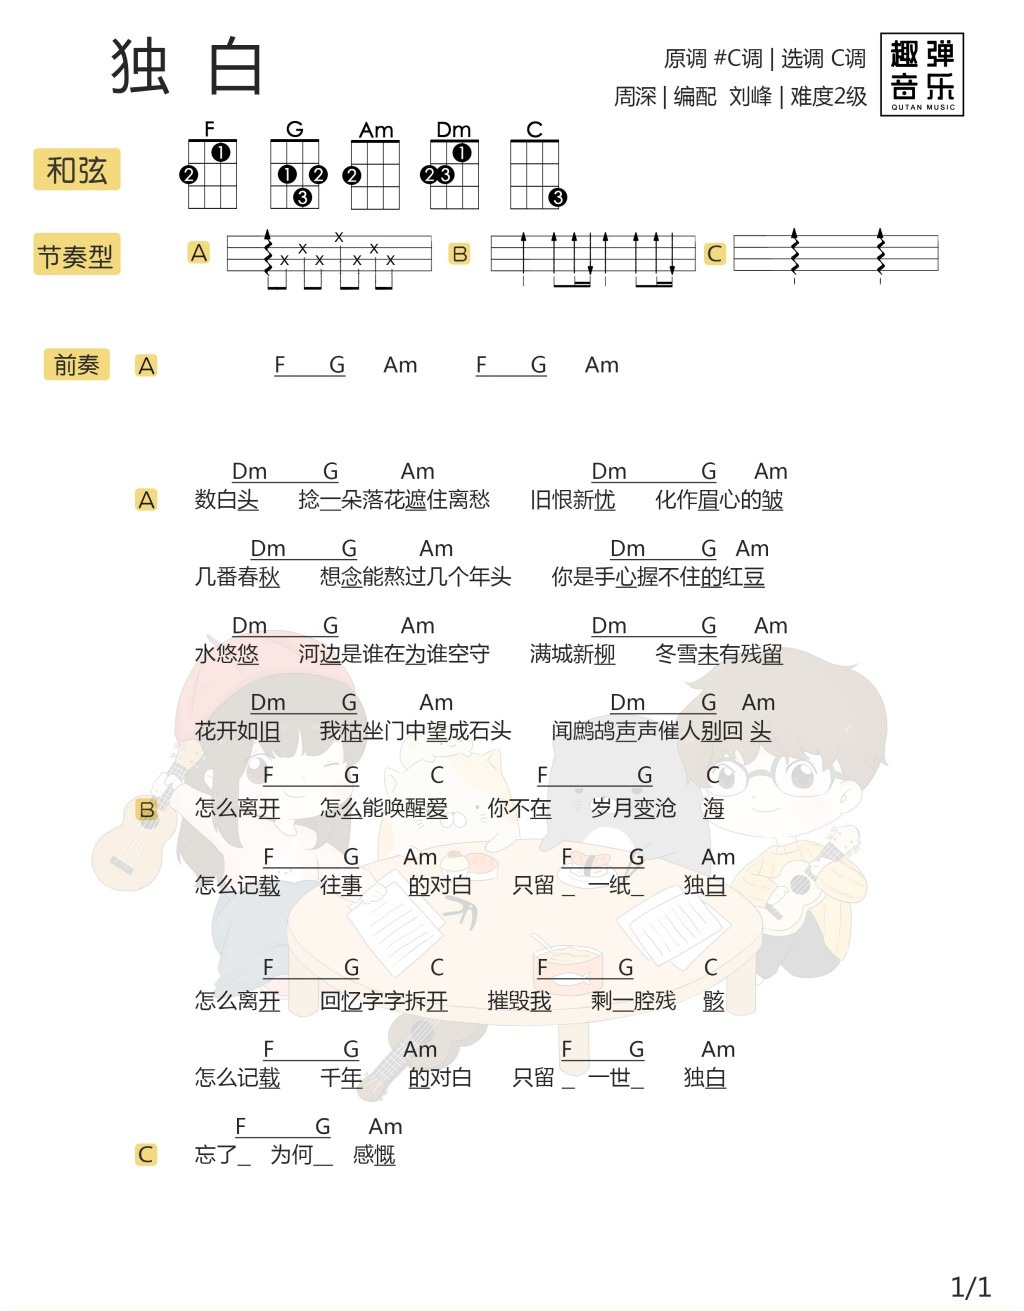 独 白
原调 #C调 | 选调 C调
周深 | 编配 刘峰 | 难度2级
趣弹
音乐
QUTAN MUSIC
和弦 F G Am Dm C
1 2 1 2 3 2 1 2 3 3
节奏型 A B C
前奏 A F G Am F G Am
Dm G Am Dm G Am
A 数白头 捻一朵落花遮住离愁 旧恨新忧 化作眉心的皱
Dm G Am Dm G Am
几番春秋 想念能熬过几个年头 你是手心握不住的红豆
Dm G Am Dm G Am
水悠悠 河边是谁在为谁空守 满城新柳 冬雪未有残留
Dm G Am Dm G Am
花开如旧 我枯坐门中望成石头 闻鹧鸪声声催人别回 头
F G C F G C
B 怎么离开 怎么能唤醒爱 你不在 岁月变沧 海
F G Am F G Am
怎么记载 往事 的对白 只留 _ 一纸_ 独白
F G C F G C
怎么离开 回忆字字拆开 摧毁我 剩一腔残 骸
F G Am F G Am
怎么记载 千年 的对白 只留 _ 一世_ 独白
F G Am
C 忘了_ 为何_ 感慨
1/1